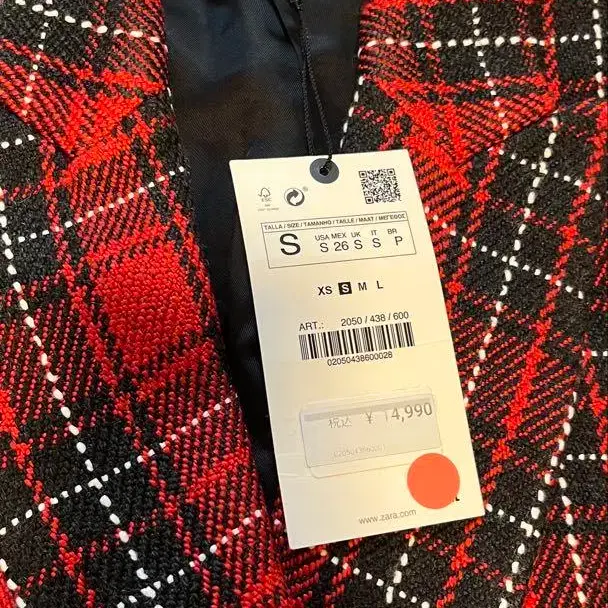 TALLA / SIZE / TAMANHO / TAILLE / MAAT / ΜΕΓΕΘΟΣ
S
USA MEX UK IT BR
S 26 S S P
XS S M L
ART.: 2050 / 438 / 600
02050438600028
税込 ¥ 14,990
www.zara.com